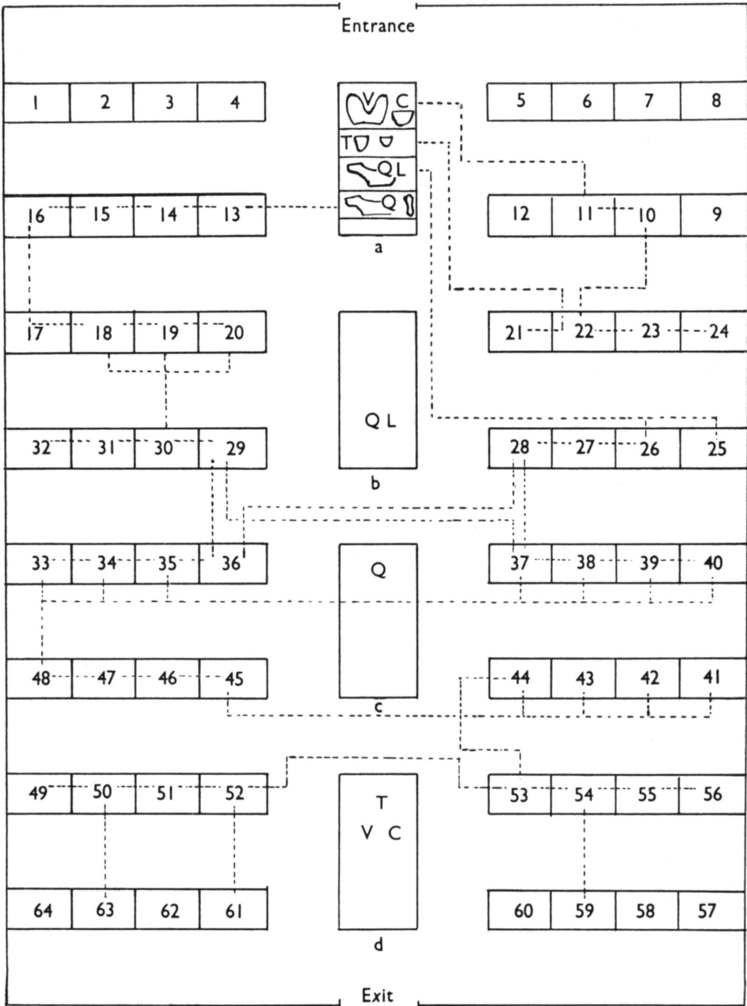 Entrance
1 2 3 4 V C 5 6 7 8
T
QL
16 15 14 13 Q 12 11 10 9
a
17 18 19 20 21 22 23 24
QL
32 31 30 29 28 27 26 25
b
33 34 35 36 Q 37 38 39 40
48 47 46 45 44 43 42 41
c
49 50 51 52 53 54 55 56
T
V C
64 63 62 61 60 59 58 57
d
Exit